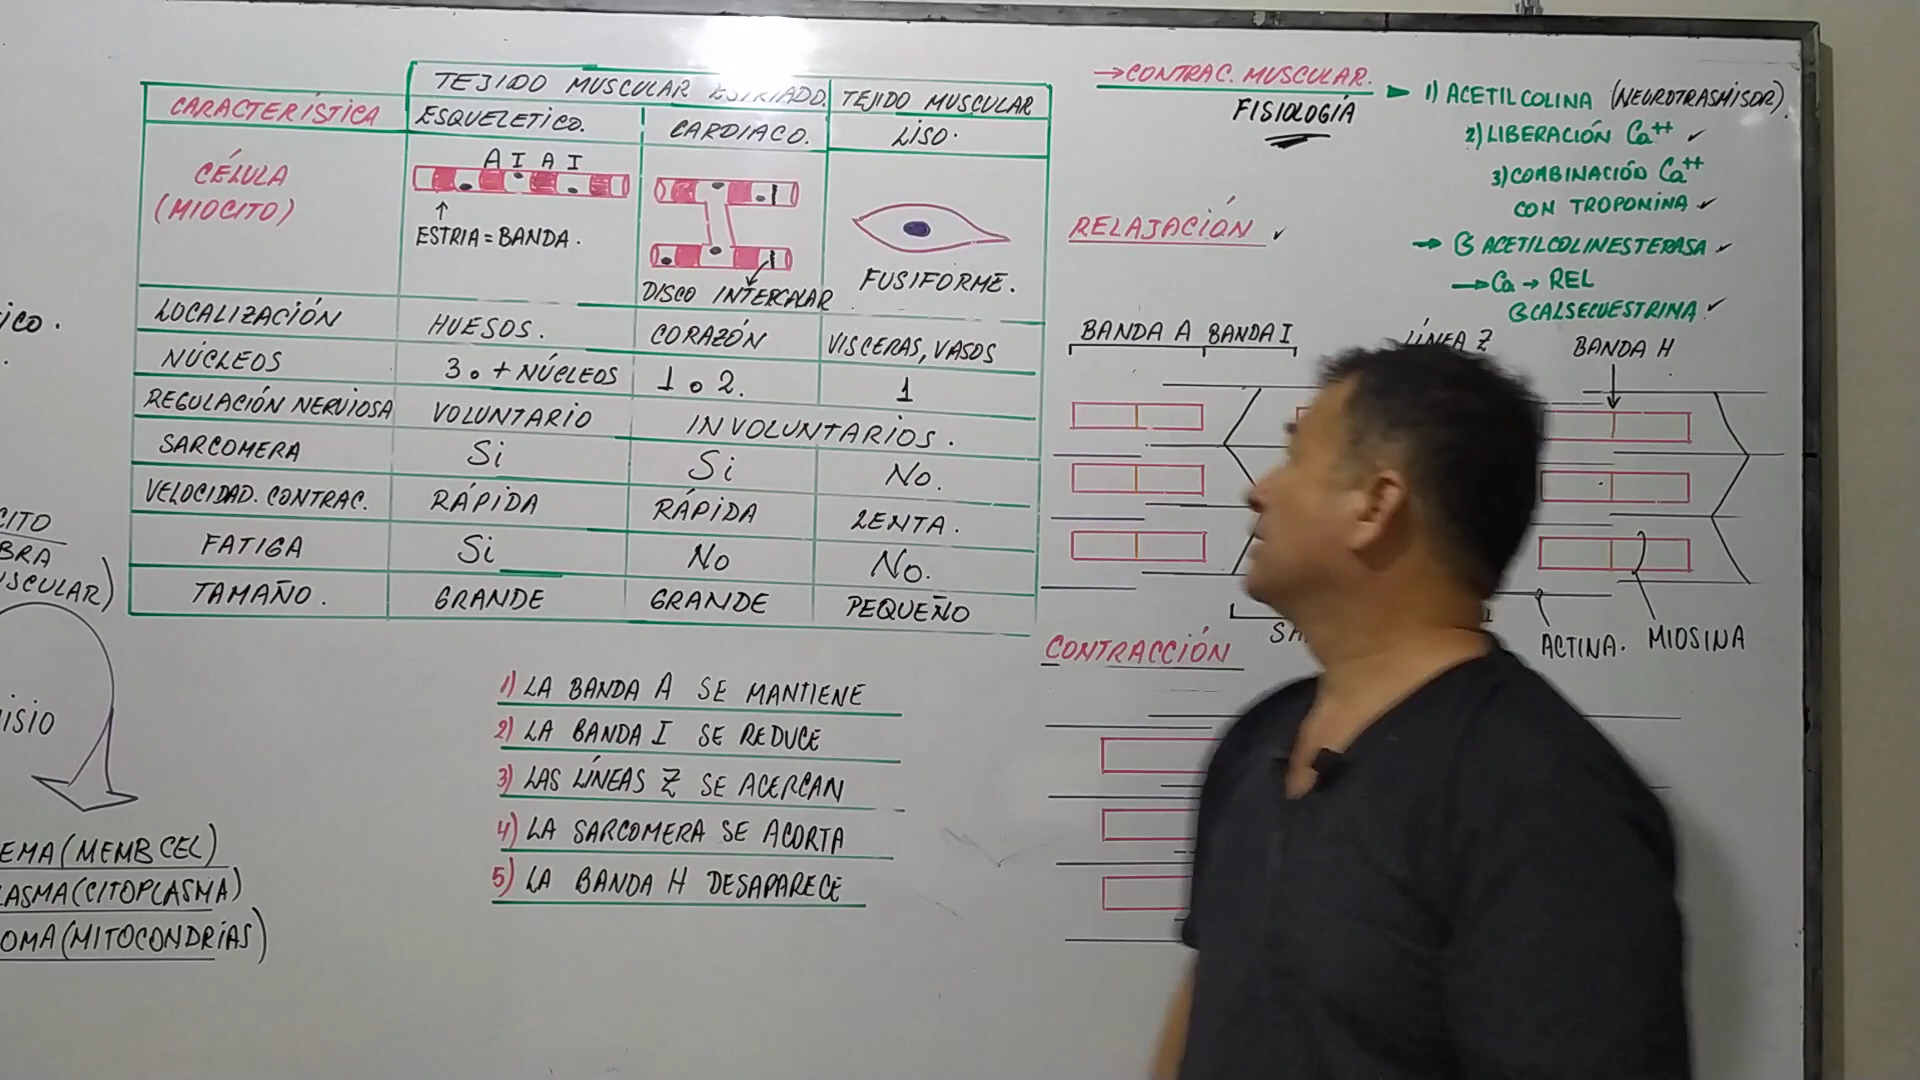 TEJIDO MUSCULAR ESTRIADO.
TEJIDO MUSCULAR
LISO.
CARACTERÍSTICA
ESQUELETICO.
CARDIACO.
CÉLULA
(MIOCITO)
A I A I
ESTRIA = BANDA.
DISCO INTERCALAR
FUSIFORME.
LOCALIZACIÓN
HUESOS.
CORAZÓN
VISCERAS, VASOS
NÚCLEOS
3 o + NÚCLEOS
1 o 2.
1
REGULACIÓN NERVIOSA
VOLUNTARIO
INVOLUNTARIOS.
SARCOMERA
Si
Si
No.
VELOCIDAD. CONTRAC.
RÁPIDA
RÁPIDA
LENTA.
FATIGA
Si
No
No.
TAMAÑO.
GRANDE
GRANDE
PEQUEÑO
1) LA BANDA A SE MANTIENE
2) LA BANDA I SE REDUCE
3) LAS LÍNEAS Z SE ACERCAN
4) LA SARCOMERA SE ACORTA
5) LA BANDA H DESAPARECE
ICO.
CITO
BRA
USCULAR)
ISIO
EMA (MEMB CEL)
LASMA (CITOPLASMA)
OMA (MITOCONDRIAS)
→CONTRAC. MUSCULAR.
FISIOLOGÍA
1) ACETILCOLINA (NEUROTRASMISOR).
2) LIBERACIÓN Ca++ ✓
3) COMBINACIÓN Ca++
CON TROPONINA ✓
→ ACETILCOLINESTERASA ✓
→ Ca → REL
CALSECUESTRINA ✓
RELAJACIÓN ✓
BANDA A BANDA I
LÍNEA Z
BANDA H
ACTINA. MIOSINA
CONTRACCIÓN